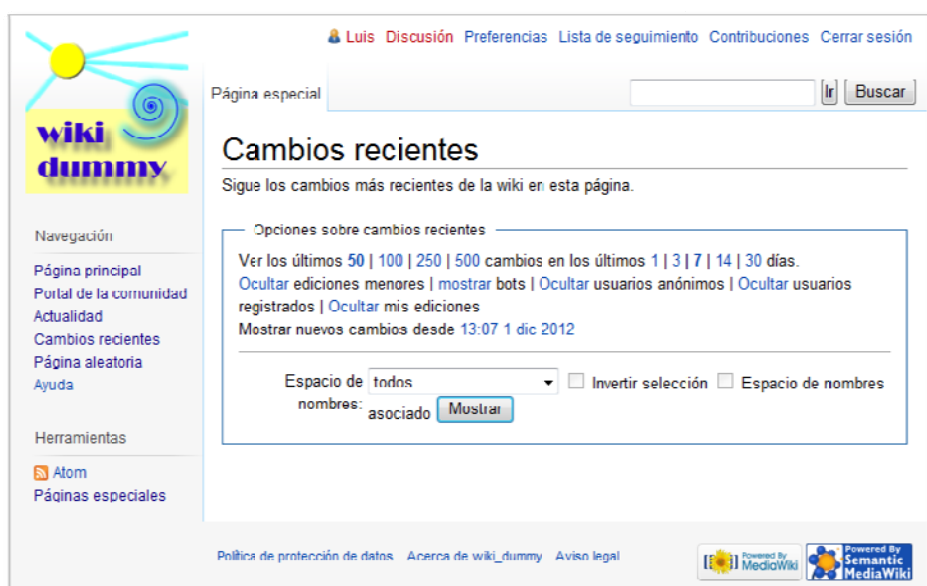 Luis Discusión Preferencias Lista de seguimiento Contribuciones Cerrar sesión
Página especial
Ir Buscar
wiki
dummy
Cambios recientes
Sigue los cambios más recientes de la wiki en esta página.
Navegación
Página principal
Portal de la comunidad
Actualidad
Cambios recientes
Página aleatoria
Ayuda
Herramientas
Atom
Páginas especiales
Opciones sobre cambios recientes
Ver los últimos 50 | 100 | 250 | 500 cambios en los últimos 1 | 3 | 7 | 14 | 30 días.
Ocultar ediciones menores | mostrar bots | Ocultar usuarios anónimos | Ocultar usuarios
registrados | Ocultar mis ediciones
Mostrar nuevos cambios desde 13:07 1 dic 2012
Espacio de todos Invertir selección Espacio de nombres
nombres: asociado Mostrar
Política de protección de datos Acerca de wiki_dummy Aviso legal
Powered By
MediaWiki
Powered By
Semantic
MediaWiki